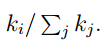 k_i / \sum_j k_j.